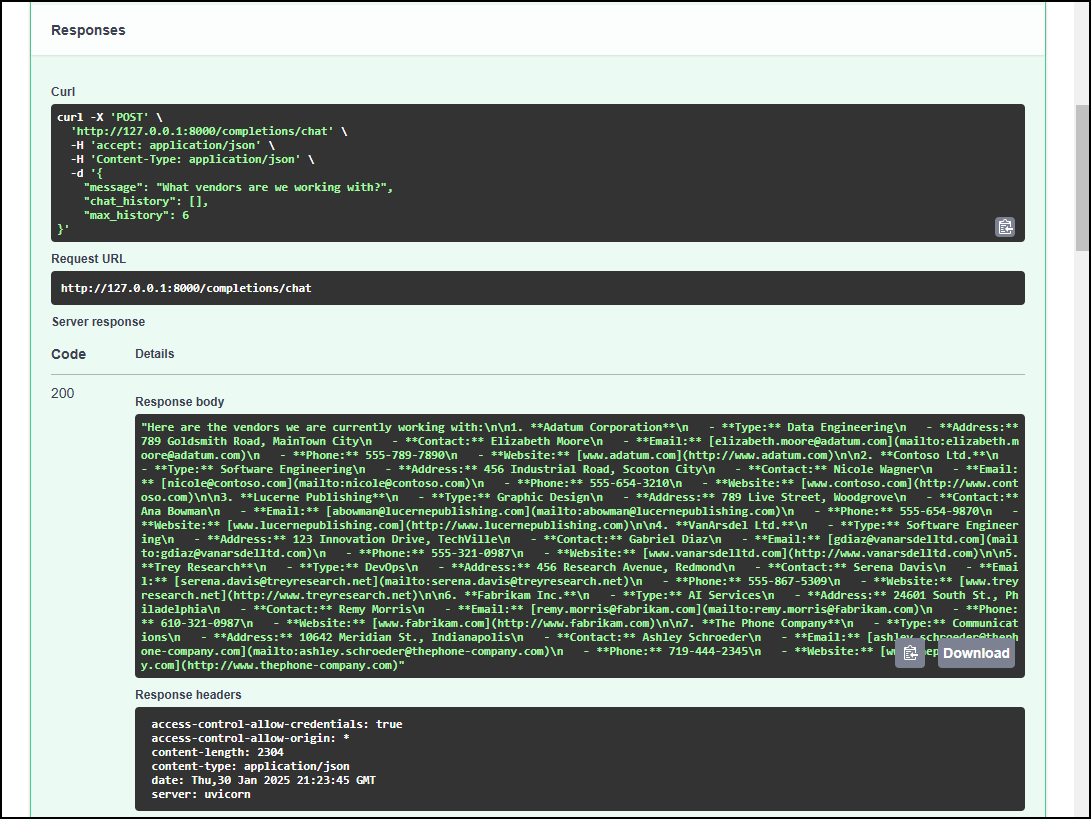 Responses
Curl
curl -X 'POST' \
  'http://127.0.0.1:8000/completions/chat' \
  -H 'accept: application/json' \
  -H 'Content-Type: application/json' \
  -d '{
    "message": "What vendors are we working with?",
    "chat_history": [],
    "max_history": 6
}'
Request URL
http://127.0.0.1:8000/completions/chat
Server response
Code Details
200
Response body
"Here are the vendors we are currently working with:\n\n1. **Adatum Corporation**\n   - **Type:** Data Engineering\n   - **Address:**
789 Goldsmith Road, MainTown City\n   - **Contact:** Elizabeth Moore\n   - **Email:** [elizabeth.moore@adatum.com](mailto:elizabeth.m
oore@adatum.com)\n   - **Phone:** 555-789-7890\n   - **Website:** [www.adatum.com](http://www.adatum.com)\n\n2. **Contoso Ltd.**\n
- **Type:** Software Engineering\n   - **Address:** 456 Industrial Road, Scooton City\n   - **Contact:** Nicole Wagner\n   - **Email:
** [nicole@contoso.com](mailto:nicole@contoso.com)\n   - **Phone:** 555-654-3210\n   - **Website:** [www.contoso.com](http://www.cont
oso.com)\n\n3. **Lucerne Publishing**\n   - **Type:** Graphic Design\n   - **Address:** 789 Live Street, Woodgrove\n   - **Contact:**
Ana Bowman\n   - **Email:** [abowman@lucernepublishing.com](mailto:abowman@lucernepublishing.com)\n   - **Phone:** 555-654-9870\n   -
**Website:** [www.lucernepublishing.com](http://www.lucernepublishing.com)\n\n4. **VanArsdel Ltd.**\n   - **Type:** Software Engineer
ing\n   - **Address:** 123 Innovation Drive, TechVille\n   - **Contact:** Gabriel Diaz\n   - **Email:** [gdiaz@vanarsdelltd.com](mail
to:gdiaz@vanarsdelltd.com)\n   - **Phone:** 555-321-0987\n   - **Website:** [www.vanarsdelltd.com](http://www.vanarsdelltd.com)\n\n5.
**Trey Research**\n   - **Type:** DevOps\n   - **Address:** 456 Research Avenue, Redmond\n   - **Contact:** Serena Davis\n   - **Emai
l:** [serena.davis@treyresearch.net](mailto:serena.davis@treyresearch.net)\n   - **Phone:** 555-867-5309\n   - **Website:** [www.trey
research.net](http://www.treyresearch.net)\n\n6. **Fabrikam Inc.**\n   - **Type:** AI Services\n   - **Address:** 24601 South St., Ph
iladelphia\n   - **Contact:** Remy Morris\n   - **Email:** [remy.morris@fabrikam.com](mailto:remy.morris@fabrikam.com)\n   - **Phone:
** 610-321-0987\n   - **Website:** [www.fabrikam.com](http://www.fabrikam.com)\n\n7. **The Phone Company**\n   - **Type:** Communicat
ions\n   - **Address:** 10642 Meridian St., Indianapolis\n   - **Contact:** Ashley Schroeder\n   - **Email:** [ashley.schroeder@theph
one-company.com](mailto:ashley.schroeder@thephone-company.com)\n   - **Phone:** 719-444-2345\n   - **Website:**
y.com](http://www.thephone-company.com)"
Download
Response headers
access-control-allow-credentials: true
access-control-allow-origin: *
content-length: 2304
content-type: application/json
date: Thu,30 Jan 2025 21:23:45 GMT
server: uvicorn